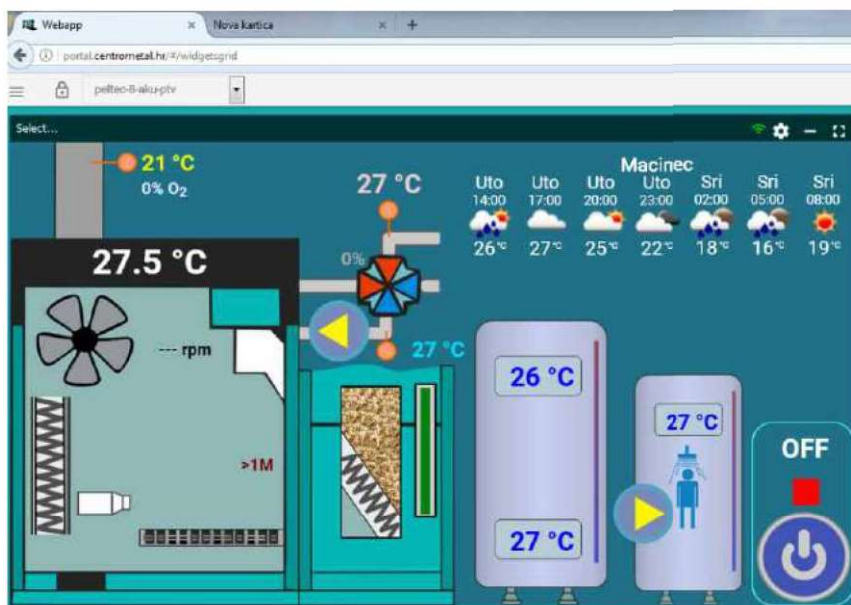 Webapp
Nova kartica
portal.centrometal.hr/#/widgetsgrid
peltec-8-aku-ptv
Select...
21 °C
0% O2
27 °C
Macinec
Uto Uto Uto Uto Sri Sri Sri
14:00 17:00 20:00 23:00 02:00 05:00 08:00
26°C 27°C 25°C 22°C 18°C 16°C 19°C
27.5 °C
0%
--- rpm
27 °C
26 °C
27 °C
OFF
>1M
27 °C